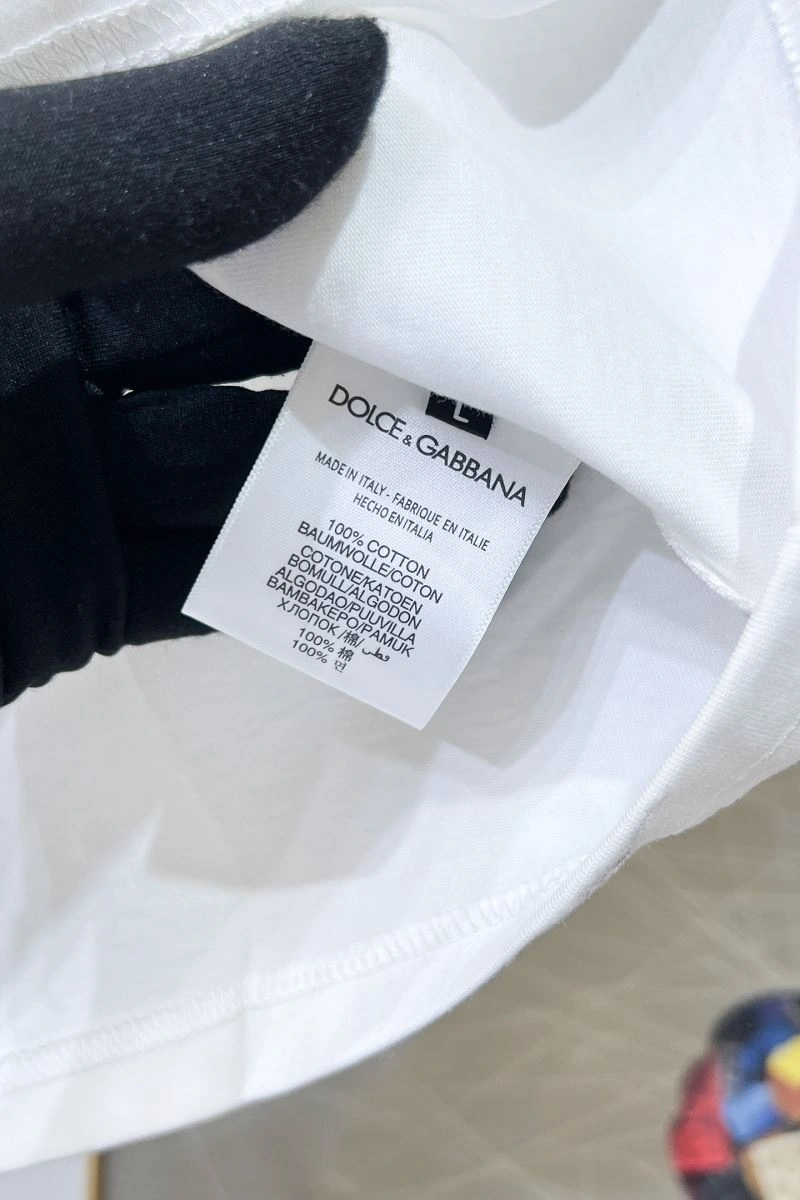 L
DOLCE & GABBANA
MADE IN ITALY - FABRIQUE EN ITALIE
HECHO EN ITALIA
100% COTTON
BAUMWOLLE/COTON
COTONE/KATOEN
BOMULL/ALGODON
ALGODAO/PUUVILLA
BAMBAKEPO/PAMUK
ХЛОПОК/棉/قطن
100% 棉
100% 면